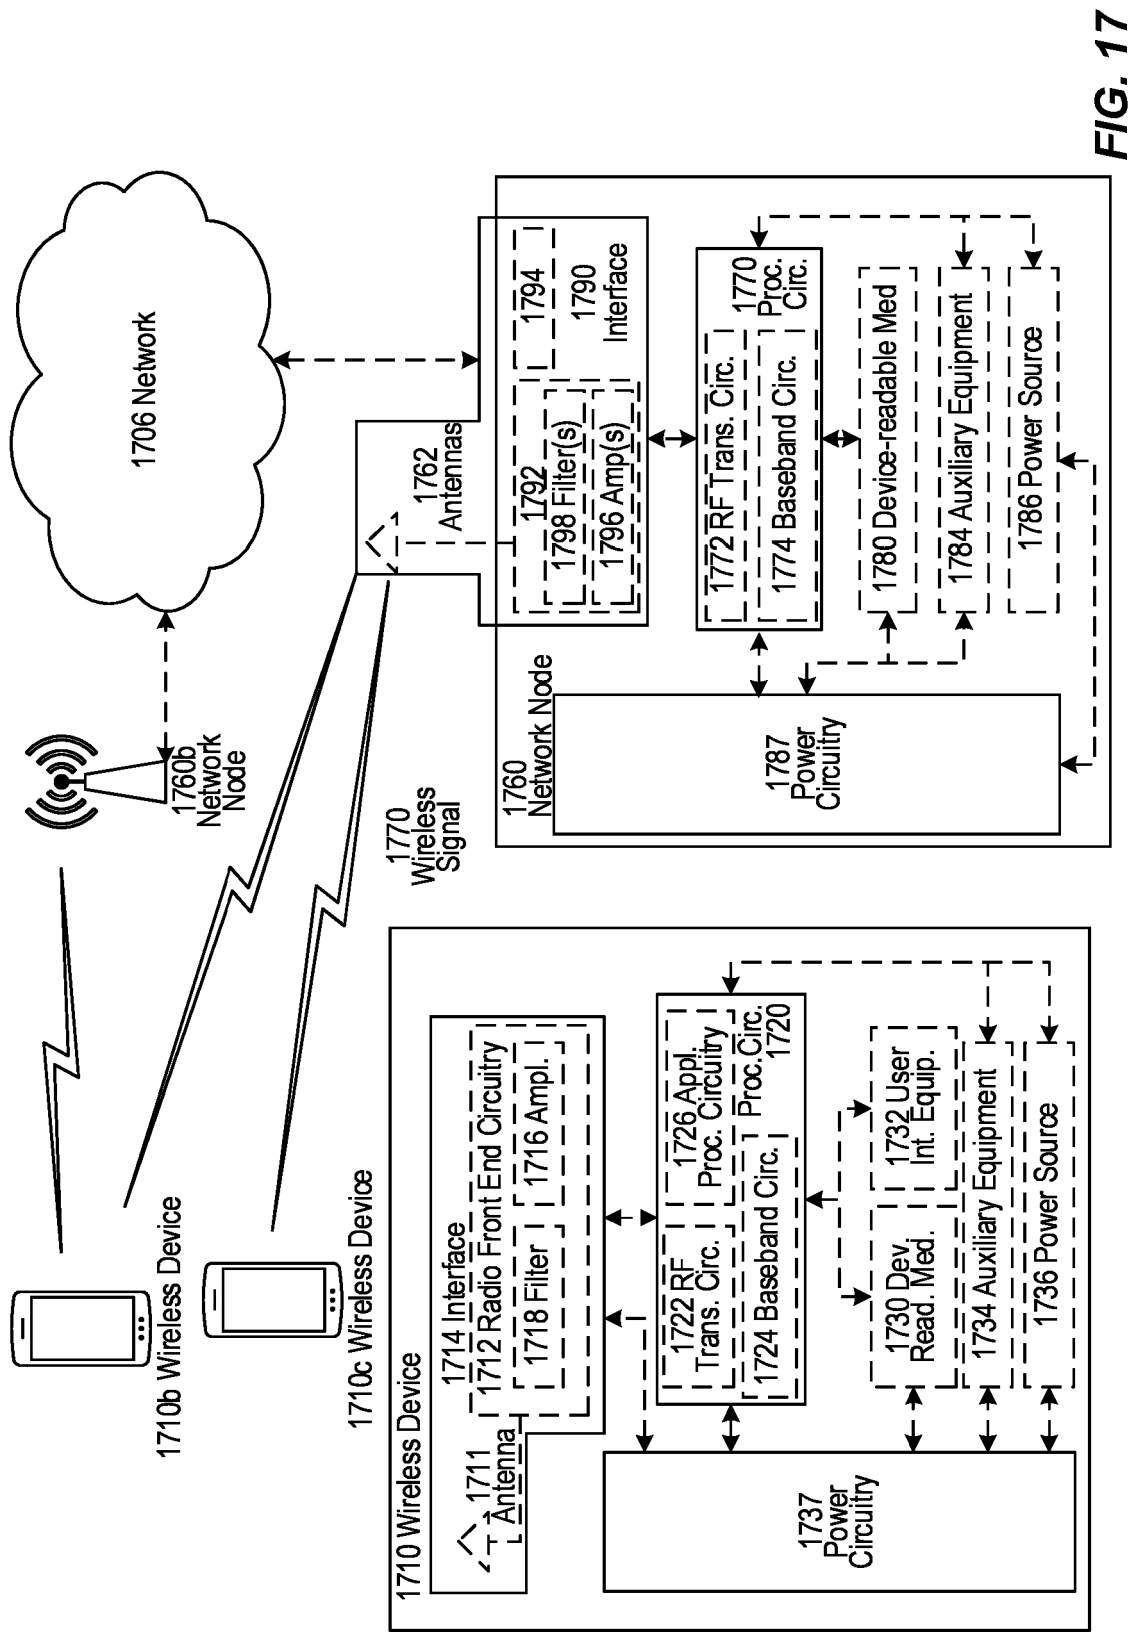 1706 Network
1760b
Network
Node
1710b Wireless Device
1710c Wireless Device
1770
Wireless
Signal
1710 Wireless Device
1714 Interface
1711
Antenna
1712 Radio Front End Circuitry
1718 Filter
1716 Ampl.
1722 RF
Trans. Circ.
1726 Appl.
Proc. Circuitry
1724 Baseband Circ.
Proc.Circ.
1720
1730 Dev.
Read. Med.
1732 User
Int. Equip.
1734 Auxiliary Equipment
1736 Power Source
1737
Power
Circuitry
1760 Network Node
1762
Antennas
1792
1798 Filter(s)
1796 Amp(s)
1794
1790
Interface
1772 RF Trans. Circ.
1774 Baseband Circ.
1770
Proc.
Circ.
1780 Device-readable Med
1784 Auxiliary Equipment
1786 Power Source
1787
Power
Circuitry
FIG. 17